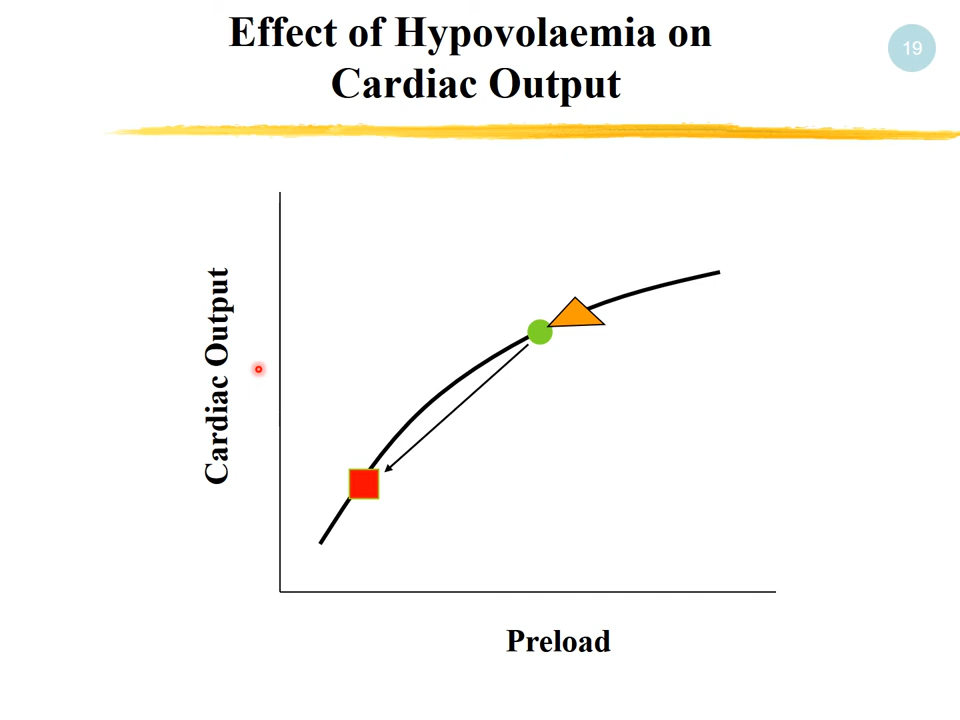 Effect of Hypovolaemia on
Cardiac Output
19
Cardiac Output
Preload